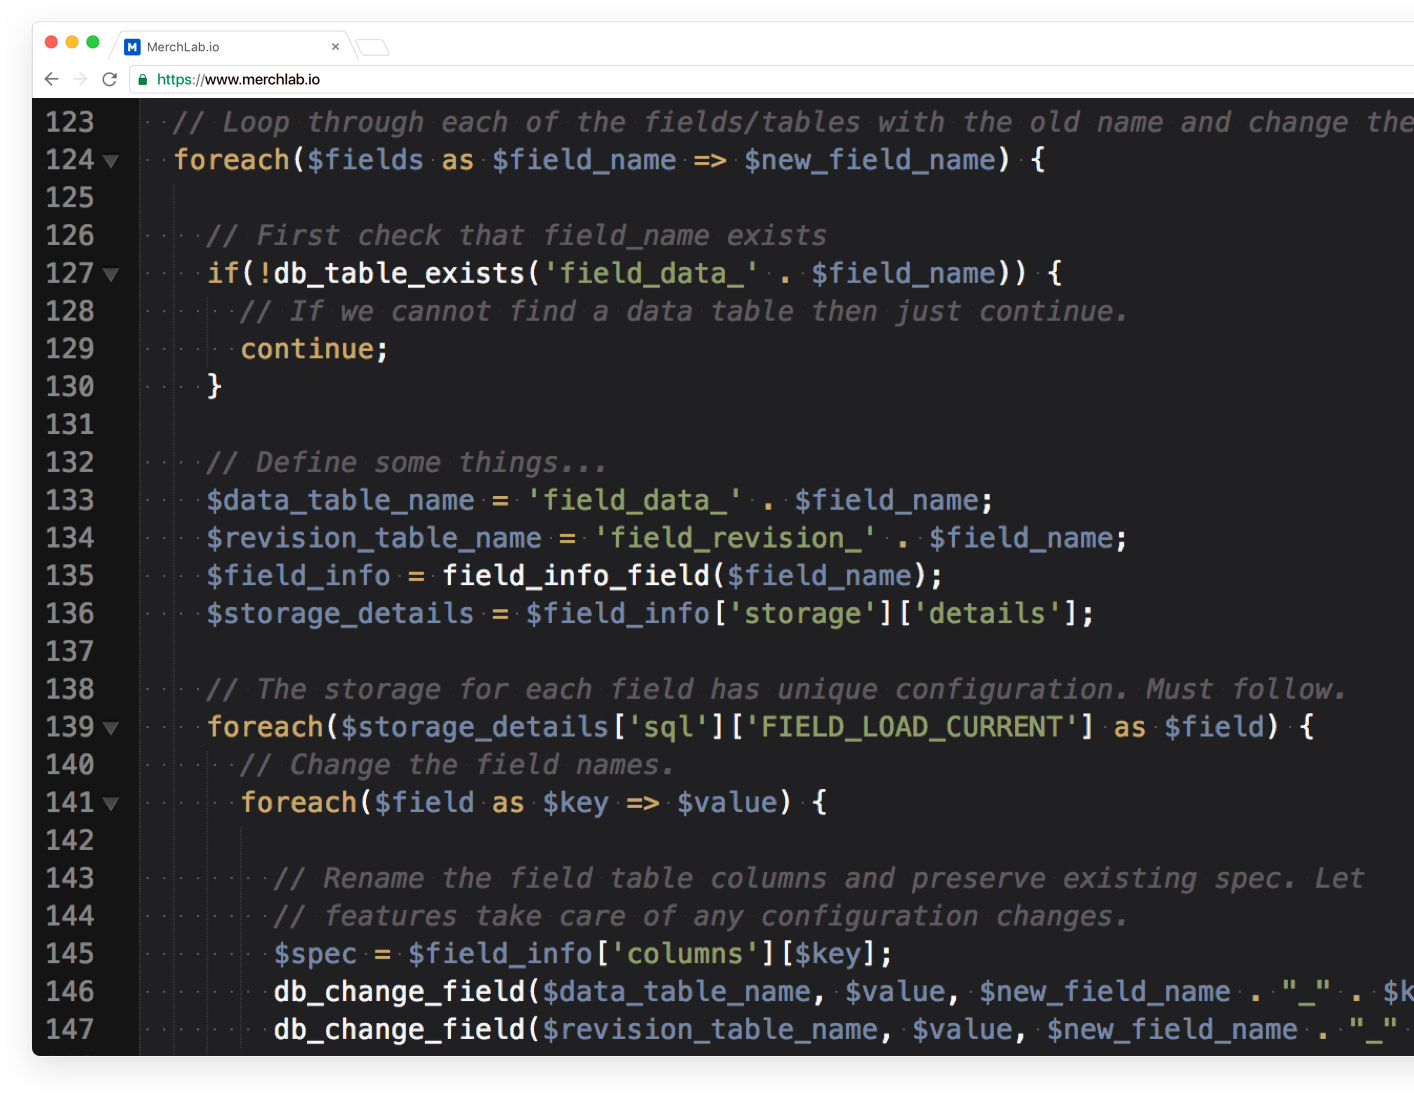 MerchLab.io
https://www.merchlab.io
123 // Loop through each of the fields/tables with the old name and change the
124 foreach($fields as $field_name => $new_field_name) {
125
126 // First check that field_name exists
127 if(!db_table_exists('field_data_' . $field_name)) {
128 // If we cannot find a data table then just continue.
129 continue;
130 }
131
132 // Define some things...
133 $data_table_name = 'field_data_' . $field_name;
134 $revision_table_name = 'field_revision_' . $field_name;
135 $field_info = field_info_field($field_name);
136 $storage_details = $field_info['storage']['details'];
137
138 // The storage for each field has unique configuration. Must follow.
139 foreach($storage_details['sql']['FIELD_LOAD_CURRENT'] as $field) {
140 // Change the field names.
141 foreach($field as $key => $value) {
142
143 // Rename the field table columns and preserve existing spec. Let
144 // features take care of any configuration changes.
145 $spec = $field_info['columns'][$key];
146 db_change_field($data_table_name, $value, $new_field_name . "_" . $k
147 db_change_field($revision_table_name, $value, $new_field_name . "_"